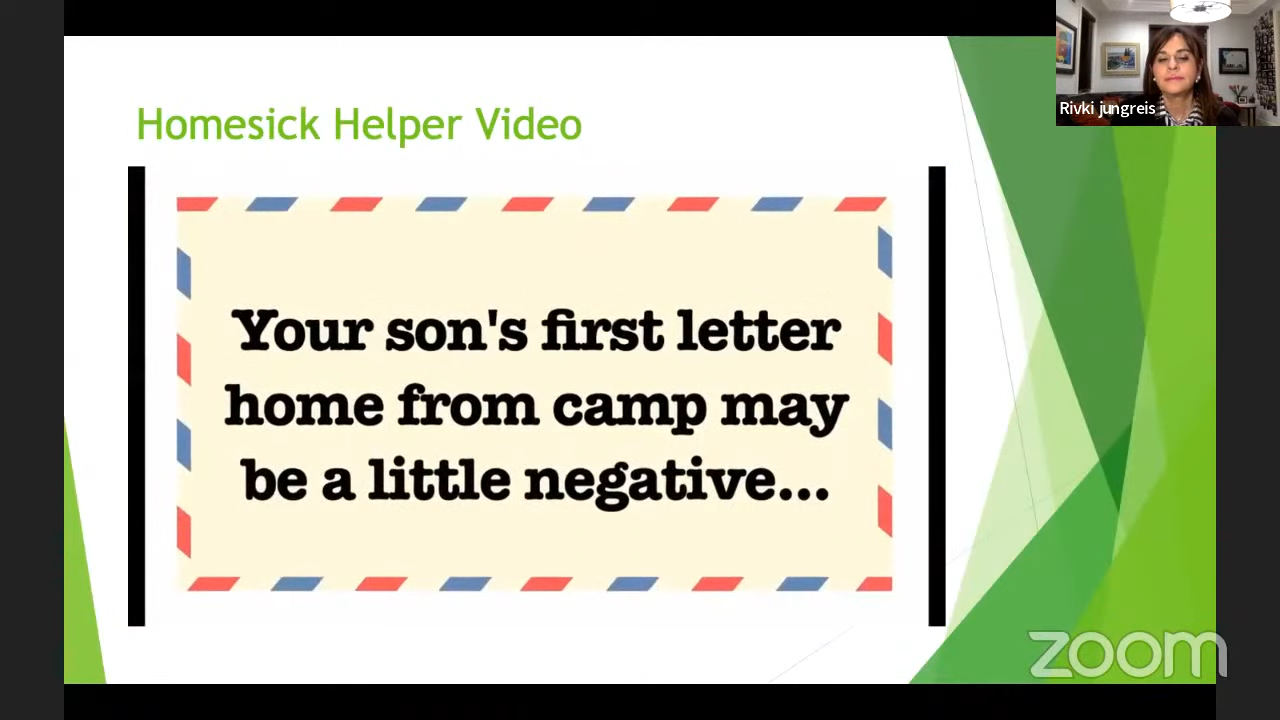 Homesick Helper Video
Rivki jungreis
Your son's first letter
home from camp may
be a little negative...
zoom